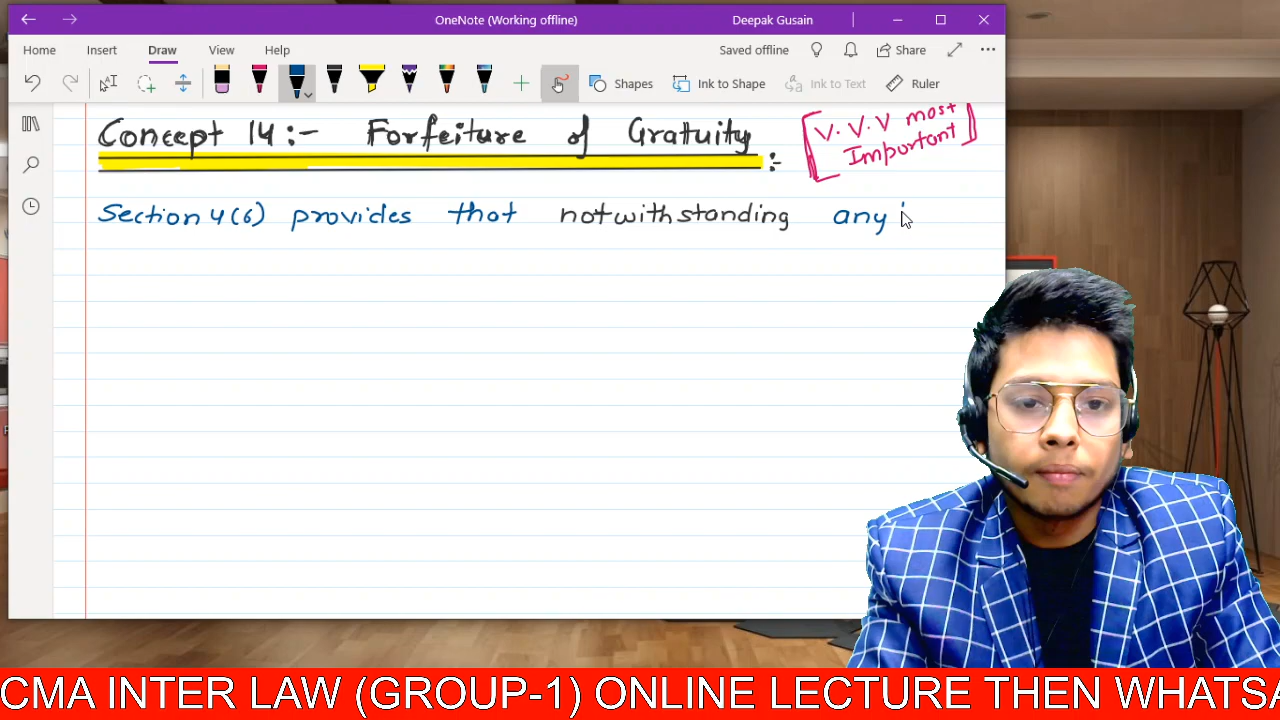 OneNote (Working offline)
Deepak Gusain
Home Insert Draw View Help
Saved offline
Share
Shapes
Ink to Shape
Ink to Text
Ruler
Concept 14:- Forfeiture of Gratuity :-
[V. V. V most
Important]
Section 4(6) provides that notwithstanding any
CMA INTER LAW (GROUP-1) ONLINE LECTURE THEN WHATSA